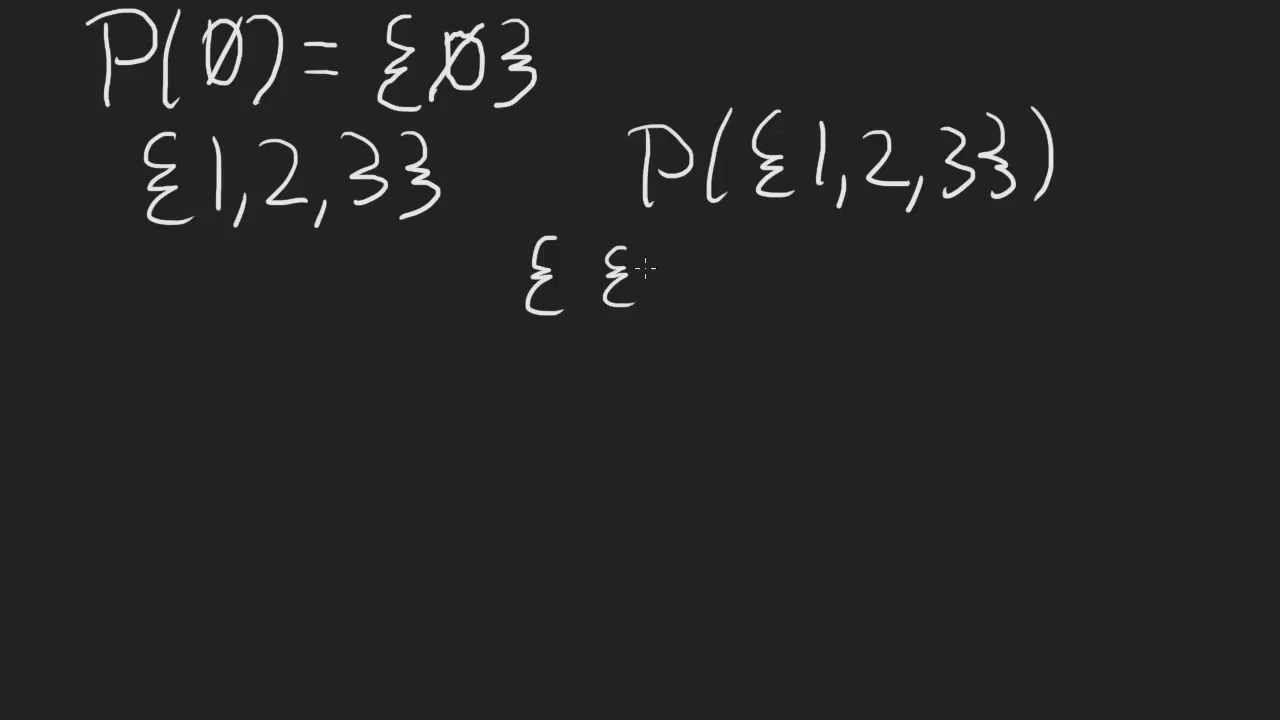 P(∅) = {∅}
{1,2,3} P({1,2,3})
{ {